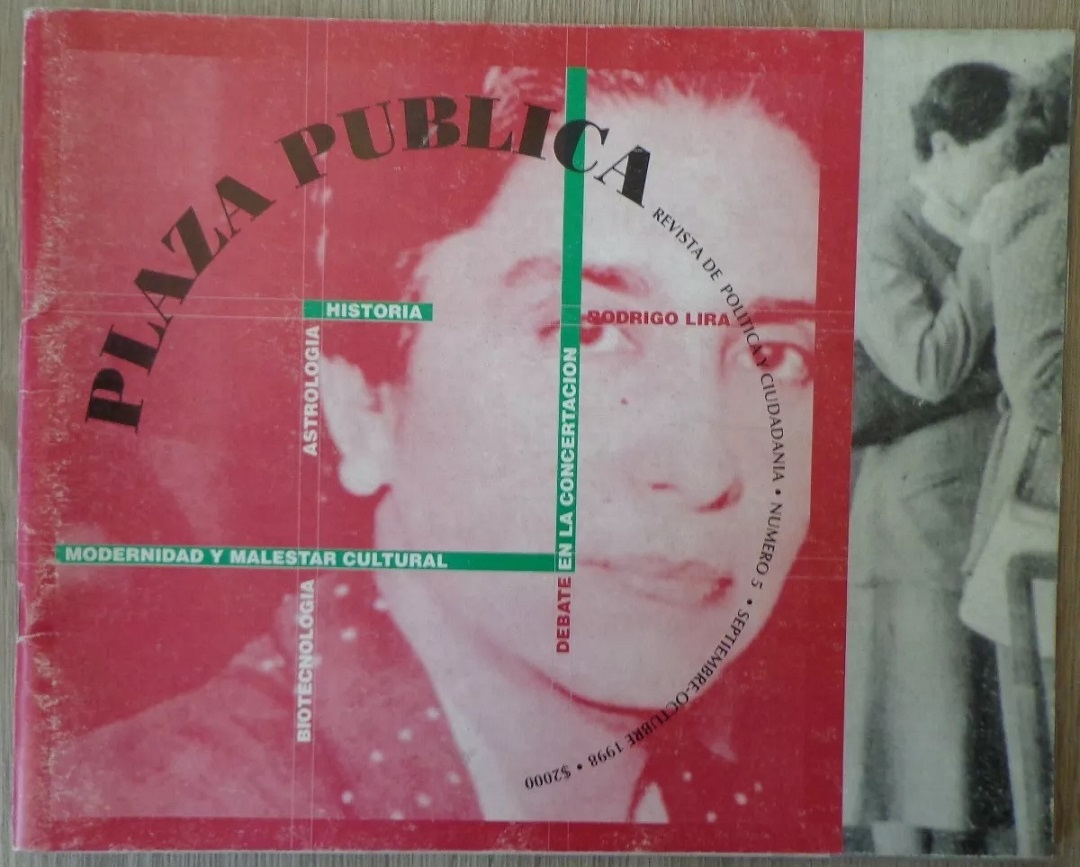 PLAZA PUBLICA
REVISTA DE POLITICA Y CIUDADANIA • NUMERO 5 • SEPTIEMBRE-OCTUBRE 1998 • $2000
HISTORIA
RODRIGO LIRA
ASTROLOGIA
DEBATE EN LA CONCERTACION
MODERNIDAD Y MALESTAR CULTURAL
BIOTECNOLOGIA